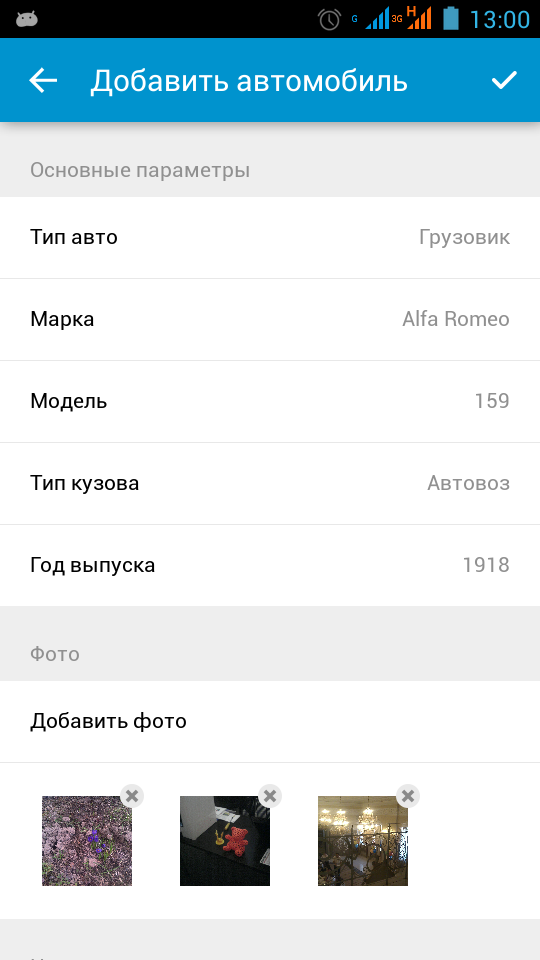 G 3G H 13:00
Добавить автомобиль
Основные параметры
Тип авто Грузовик
Марка Alfa Romeo
Модель 159
Тип кузова Автовоз
Год выпуска 1918
Фото
Добавить фото